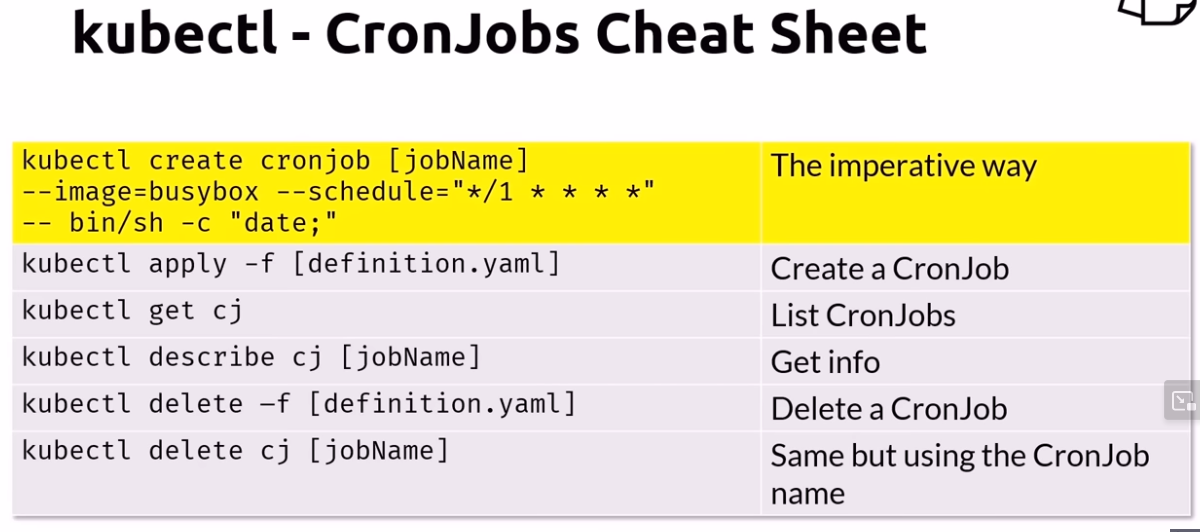 kubectl - CronJobs Cheat Sheet
kubectl create cronjob [jobName]
--image=busybox --schedule="*/1 * * * *"
-- bin/sh -c "date;"
The imperative way
kubectl apply -f [definition.yaml]
Create a CronJob
kubectl get cj
List CronJobs
kubectl describe cj [jobName]
Get info
kubectl delete –f [definition.yaml]
Delete a CronJob
kubectl delete cj [jobName]
Same but using the CronJob
name